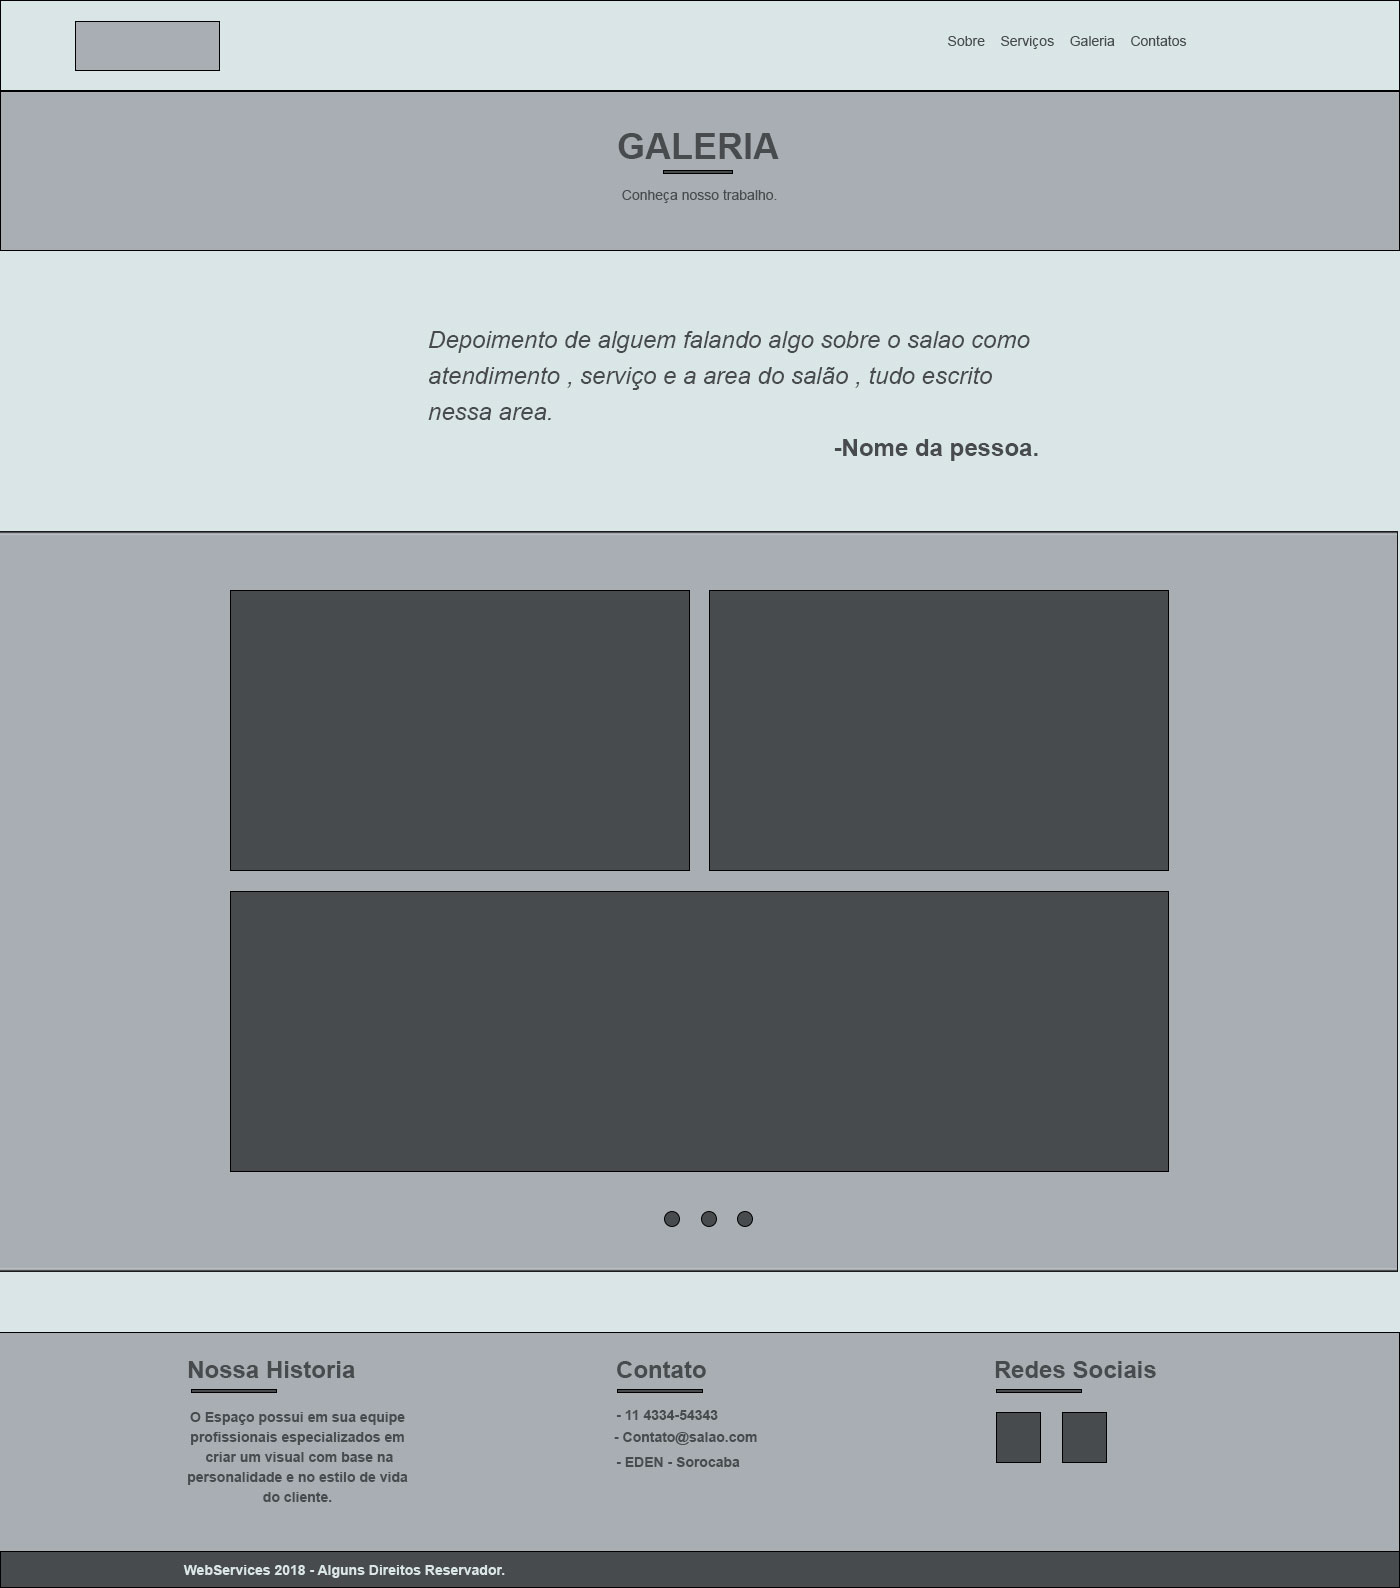 Sobre Serviços Galeria Contatos
GALERIA
Conheça nosso trabalho.
Depoimento de alguem falando algo sobre o salao como
atendimento , serviço e a area do salão , tudo escrito
nessa area.
-Nome da pessoa.
Nossa Historia
O Espaço possui em sua equipe
profissionais especializados em
criar um visual com base na
personalidade e no estilo de vida
do cliente.
Contato
- 11 4334-54343
- Contato@salao.com
- EDEN - Sorocaba
Redes Sociais
WebServices 2018 - Alguns Direitos Reservador.